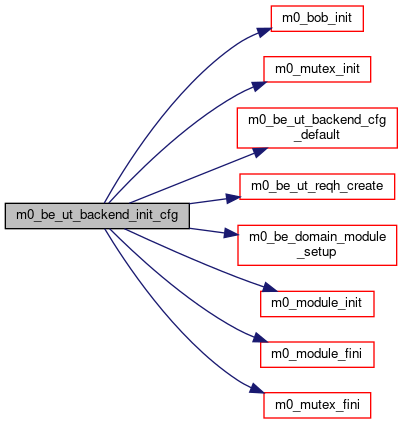 m0_bob_init
m0_mutex_init
m0_be_ut_backend_cfg
_default
m0_be_ut_reqh_create
m0_be_ut_backend_init_cfg
m0_be_domain_module
_setup
m0_module_init
m0_module_fini
m0_mutex_fini